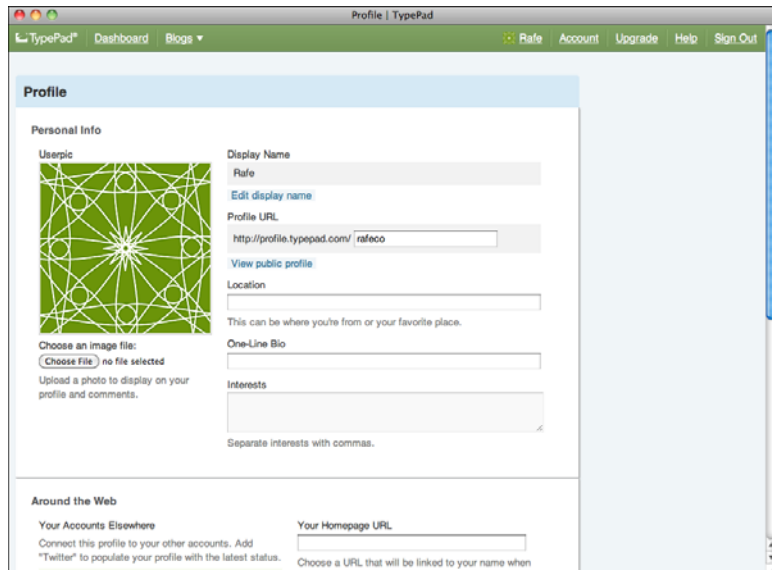 Profile | TypePad
TypePad® Dashboard Blogs ▾ Rafe Account Upgrade Help Sign Out
Profile
Personal Info
Userpic
Choose an image file:
Choose File no file selected
Upload a photo to display on your
profile and comments.
Display Name
Rafe
Edit display name
Profile URL
http://profile.typepad.com/ rafeco
View public profile
Location
This can be where you're from or your favorite place.
One-Line Bio
Interests
Separate interests with commas.
Around the Web
Your Accounts Elsewhere
Connect this profile to your other accounts. Add
"Twitter" to populate your profile with the latest status.
Your Homepage URL
Choose a URL that will be linked to your name when